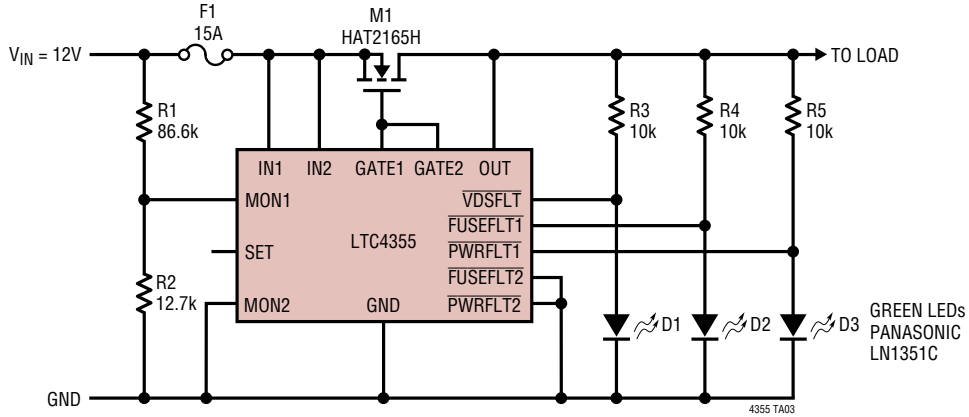 F1
15A
M1
HAT2165H
VIN = 12V
TO LOAD
R1
86.6k
R3
10k
R4
10k
R5
10k
IN1 IN2 GATE1 GATE2 OUT
MON1
VDSFLT
FUSEFLT1
SET
LTC4355
PWRFLT1
FUSEFLT2
R2
12.7k
MON2
GND
PWRFLT2
D1
D2
D3
GREEN LEDs
PANASONIC
LN1351C
GND
4355 TA03